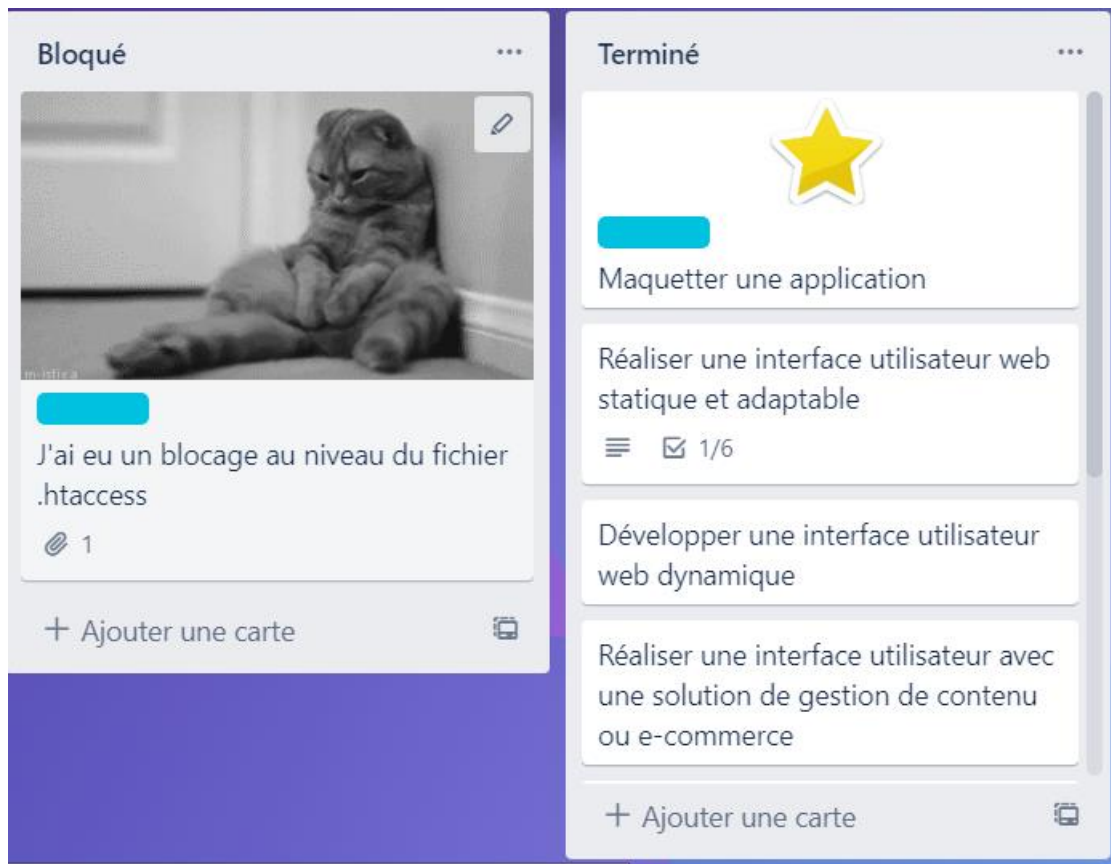 Bloqué
J'ai eu un blocage au niveau du fichier
.htaccess
1
+ Ajouter une carte
Terminé
Maquetter une application
Réaliser une interface utilisateur web
statique et adaptable
1/6
Développer une interface utilisateur
web dynamique
Réaliser une interface utilisateur avec
une solution de gestion de contenu
ou e-commerce
+ Ajouter une carte